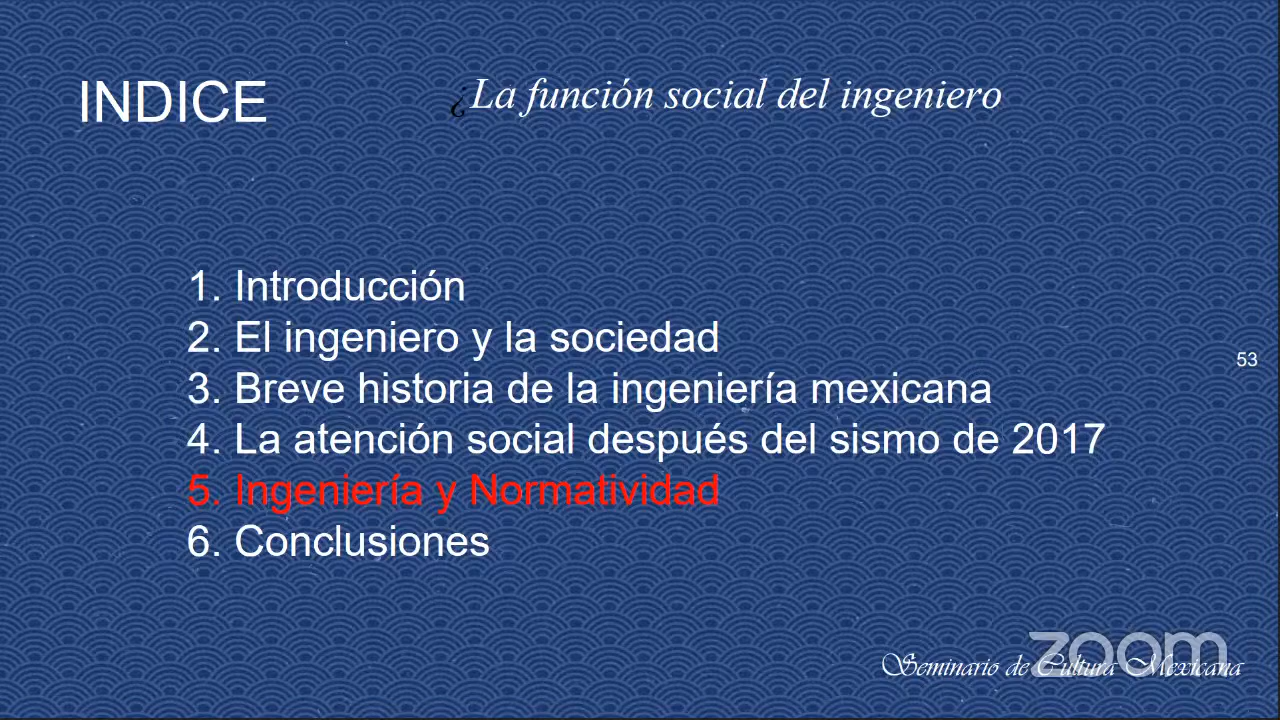 INDICE
¿La función social del ingeniero
1. Introducción
2. El ingeniero y la sociedad
3. Breve historia de la ingeniería mexicana
4. La atención social después del sismo de 2017
5. Ingeniería y Normatividad
6. Conclusiones
53
zoom
Seminario de Cultura Mexicana